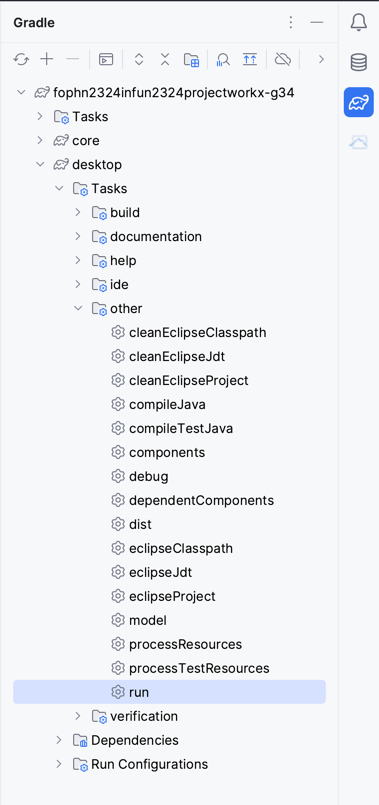 Gradle
fophn2324infun2324projectworkx-g34
Tasks
core
desktop
Tasks
build
documentation
help
ide
other
cleanEclipseClasspath
cleanEclipseJdt
cleanEclipseProject
compileJava
compileTestJava
components
debug
dependentComponents
dist
eclipseClasspath
eclipseJdt
eclipseProject
model
processResources
processTestResources
run
verification
Dependencies
Run Configurations